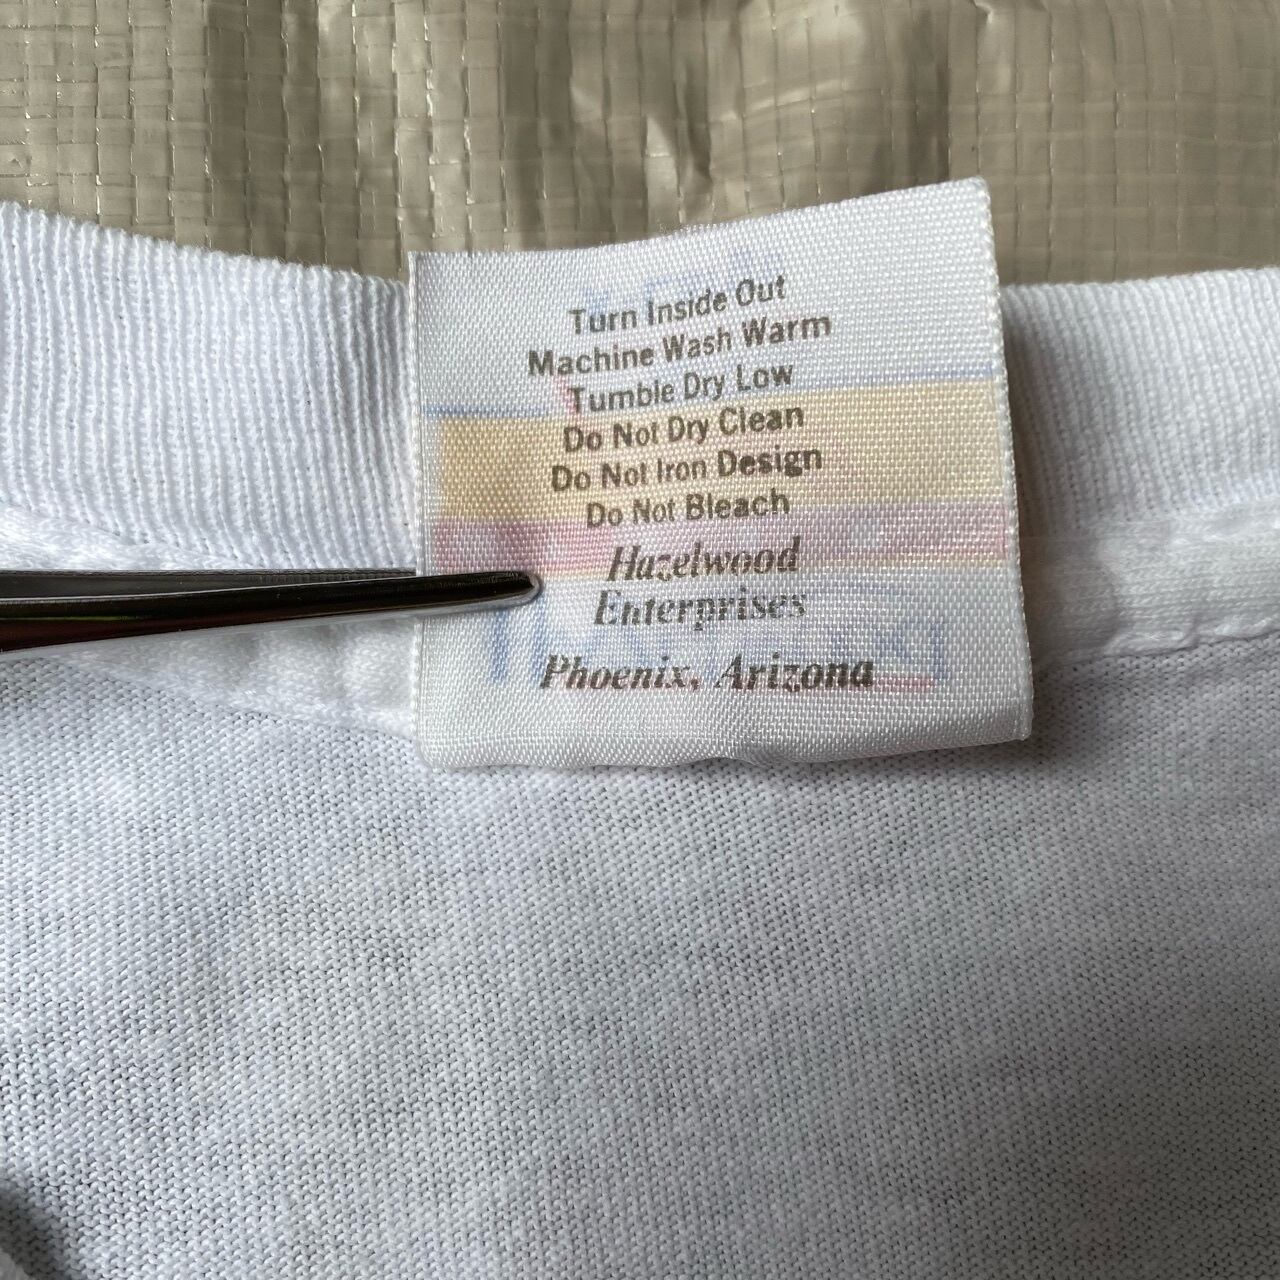 Turn Inside Out
Machine Wash Warm
Tumble Dry Low
Do Not Dry Clean
Do Not Iron Design
Do Not Bleach
Hazelwood
Enterprises
Phoenix, Arizona